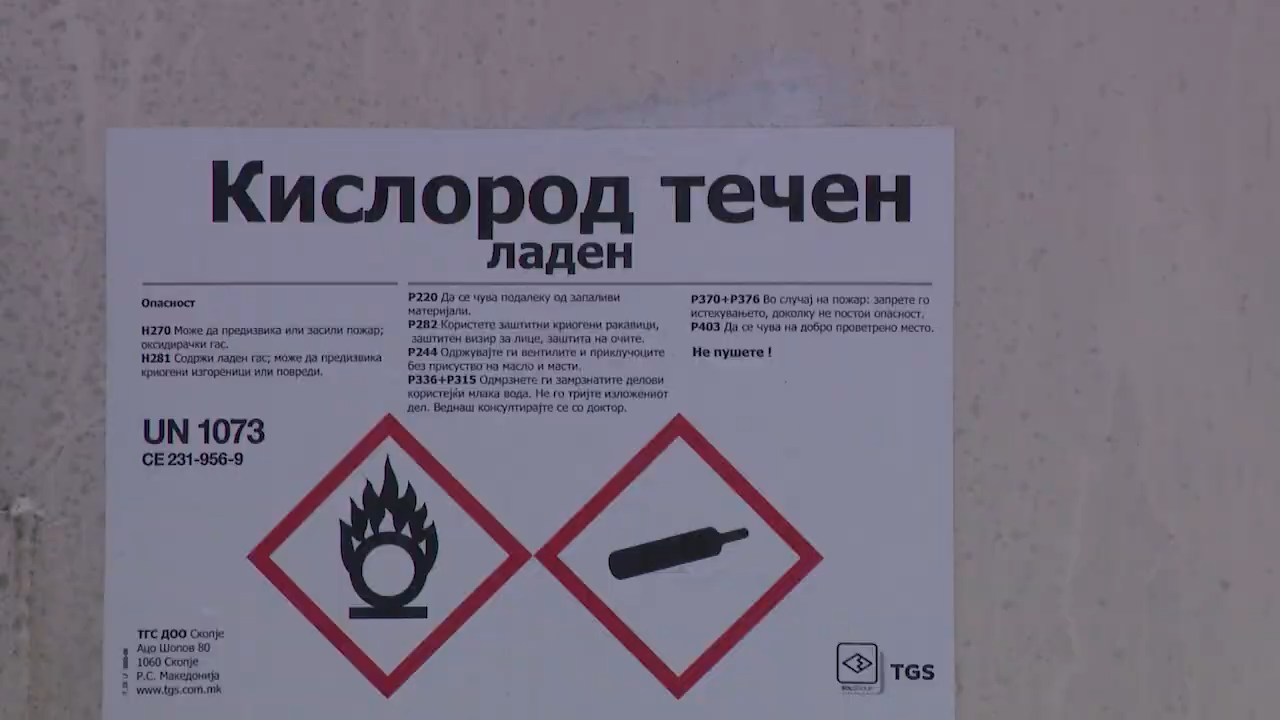 Кислород течен
ладен
Опасност
H270 Може да предизвика или засили пожар;
оксидирачки гас.
H281 Содржи ладен гас; може да предизвика
криогени изгореници или повреди.
P220 Да се чува подалеку од запаливи
материјали.
P282 Користете заштитни криогени ракавици,
заштитен визир за лице, заштита на очите.
P244 Одржувајте ги вентилите и приклучоците
без присуство на масло и масти.
P336+P315 Одмрзнете ги замрзнатите делови
користејќи млака вода. Не го тријте изложениот
дел. Веднаш консултирајте се со доктор.
P370+P376 Во случај на пожар: запрете го
истекувањето, доколку не постои опасност.
P403 Да се чува на добро проветрено место.
Не пушете !
UN 1073
CE 231-956-9
ТГС ДОО Скопје
Ацо Шопов 80
1060 Скопје
Р.С. Македонија
www.tgs.com.mk
TGS